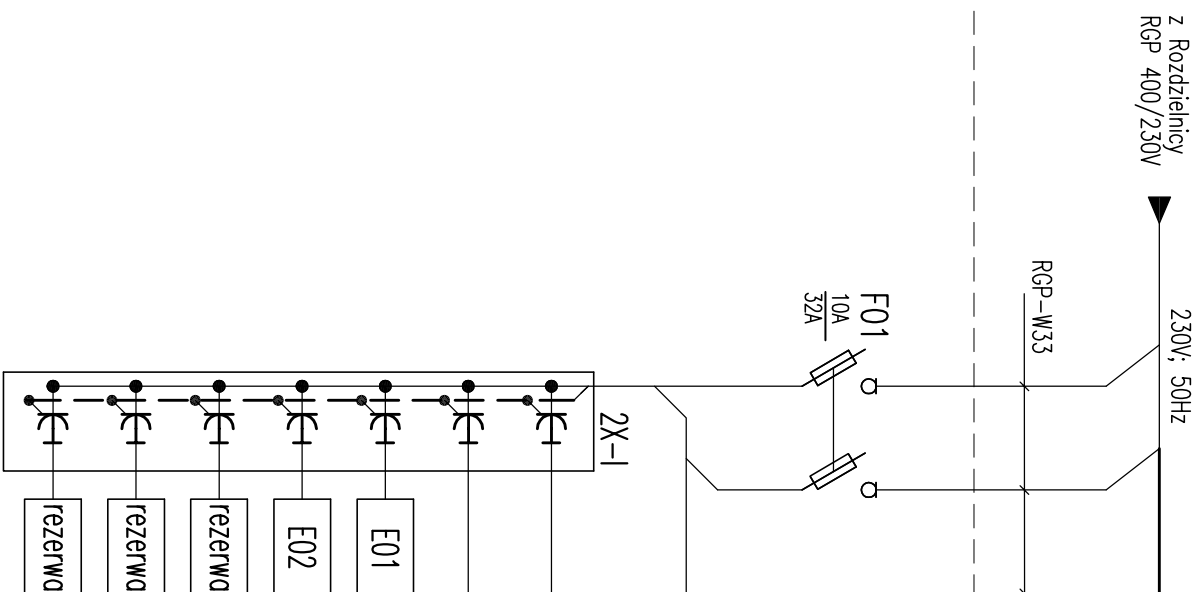 z Rozdzielnicy
RGP 400/230V
230V; 50Hz
RGP-W33
F01
10A
32A
2X-I
E01
E02
rezerwa
rezerwa
rezerwa